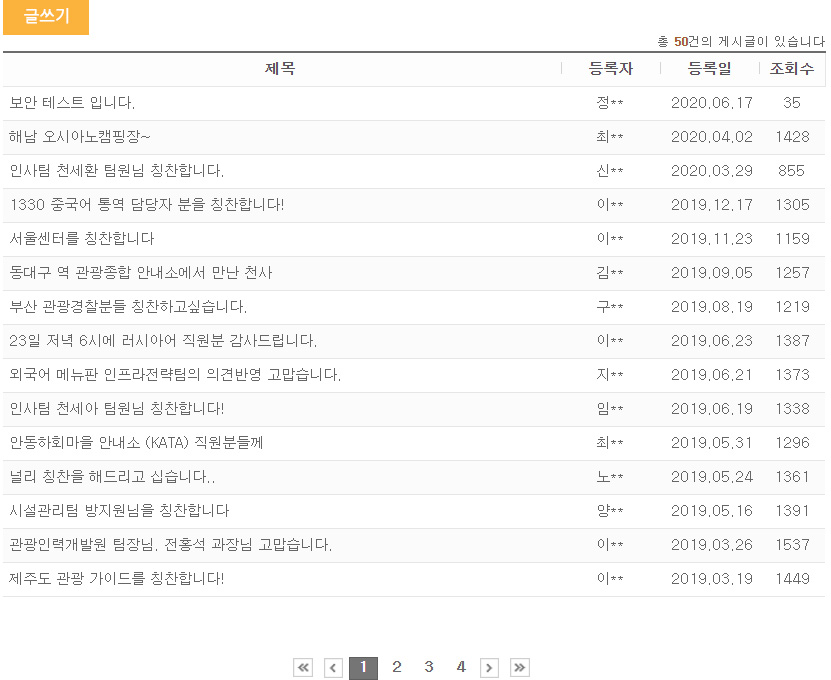 글쓰기
총 50건의 게시글이 있습니다
제목 등록자 등록일 조회수
보안 테스트 입니다. 정** 2020.06.17 35
해남 오시아노캠핑장~ 최** 2020.04.02 1428
인사팀 천세환 팀원님 칭찬합니다. 신** 2020.03.29 855
1330 중국어 통역 담당자 분을 칭찬합니다! 이** 2019.12.17 1305
서울센터를 칭찬합니다 이** 2019.11.23 1159
동대구 역 관광종합 안내소에서 만난 천사 김** 2019.09.05 1257
부산 관광경찰분들 칭찬하고싶습니다. 구** 2019.08.19 1219
23일 저녁 6시에 러시아어 직원분 감사드립니다. 이** 2019.06.23 1387
외국어 메뉴판 인프라전략팀의 의견반영 고맙습니다. 지** 2019.06.21 1373
인사팀 천세아 팀원님 칭찬합니다! 임** 2019.06.19 1338
안동하회마을 안내소 (KATA) 직원분들께 최** 2019.05.31 1296
널리 칭찬을 해드리고 십습니다.. 노** 2019.05.24 1361
시설관리팀 방지원님을 칭찬합니다 양** 2019.05.16 1391
관광인력개발원 팀장님, 전홍석 과장님 고맙습니다. 이** 2019.03.26 1537
제주도 관광 가이드를 칭찬합니다! 이** 2019.03.19 1449
« ‹ 1 2 3 4 › »